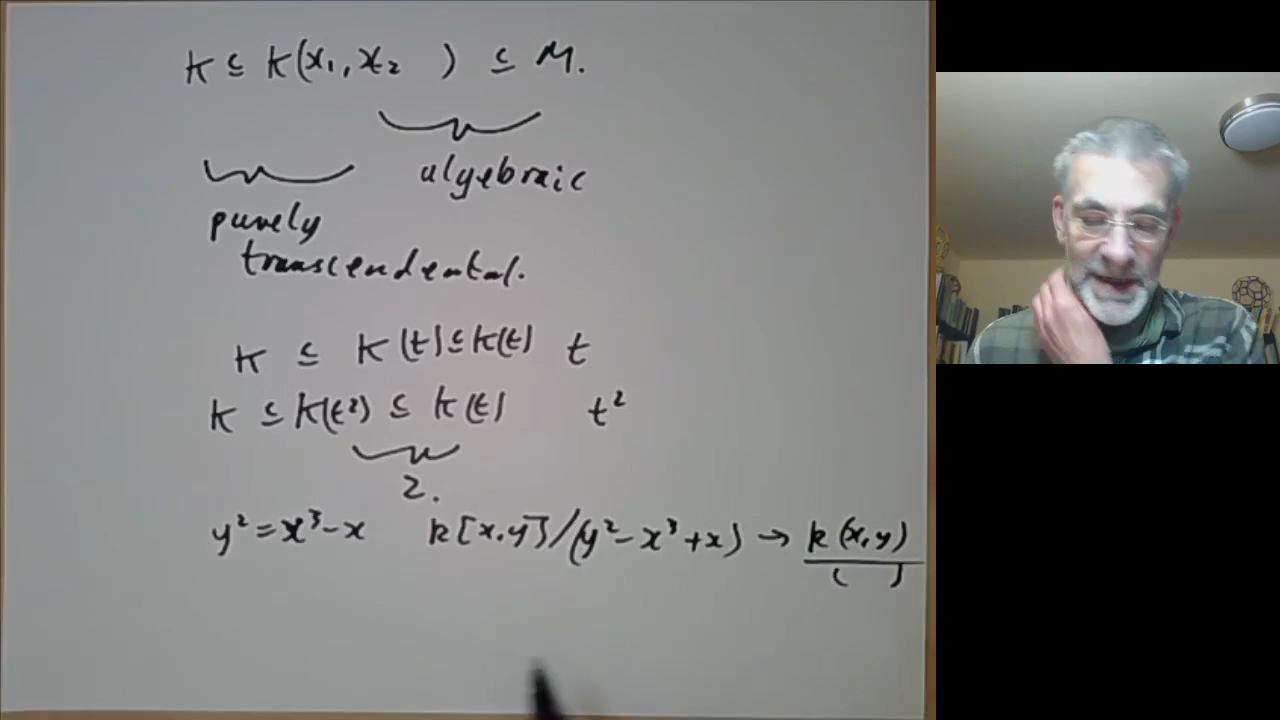 K ⊆ K(x₁, x₂ ) ⊆ M.
algebraic
purely
transcendental.
K ⊆ K(t) ⊆ K(t) t
K ⊆ K(t²) ⊆ K(t) t²
2.
y² = x³ - x k[x,y]/(y² - x³ + x) → k(x,y)/( )